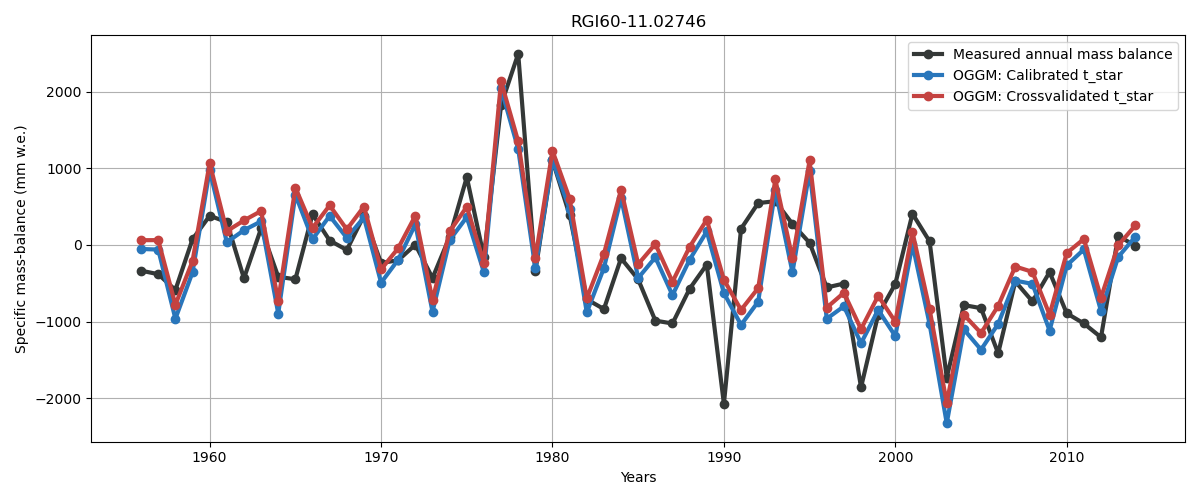 RGI60-11.02746
Measured annual mass balance
OGGM: Calibrated t_star
OGGM: Crossvalidated t_star
Specific mass-balance (mm w.e.)
2000
1000
0
−1000
−2000
1960 1970 1980 1990 2000 2010
Years